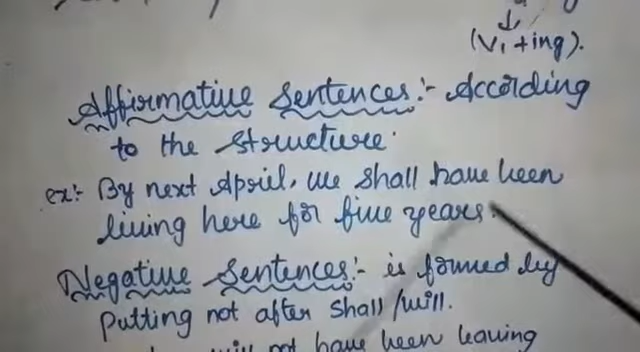 (V1+ing).
Affirmative Sentences:- According
to the structure.
ex:- By next April, we shall have been
living here for five years.
Negative Sentences:- is formed by
Putting not after shall/will.
not have been leaving